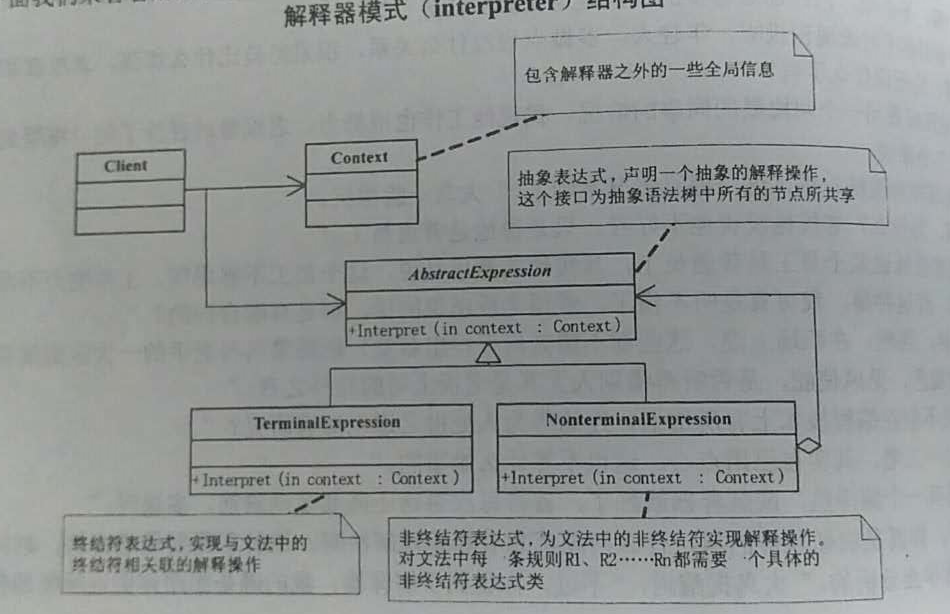 解释器模式（interpreter）结构图
包含解释器之外的一些全局信息
Client
Context
抽象表达式，声明一个抽象的解释操作，
这个接口为抽象语法树中所有的节点所共享
AbstractExpression
+Interpret (in context : Context)
TerminalExpression
NonterminalExpression
+Interpret (in context : Context)
+Interpret (in context : Context)
终结符表达式，实现与文法中的
终结符相关联的解释操作
非终结符表达式，为文法中的非终结符实现解释操作。
对文法中每 条规则R1、R2……Rn都需要 个具体的
非终结符表达式类